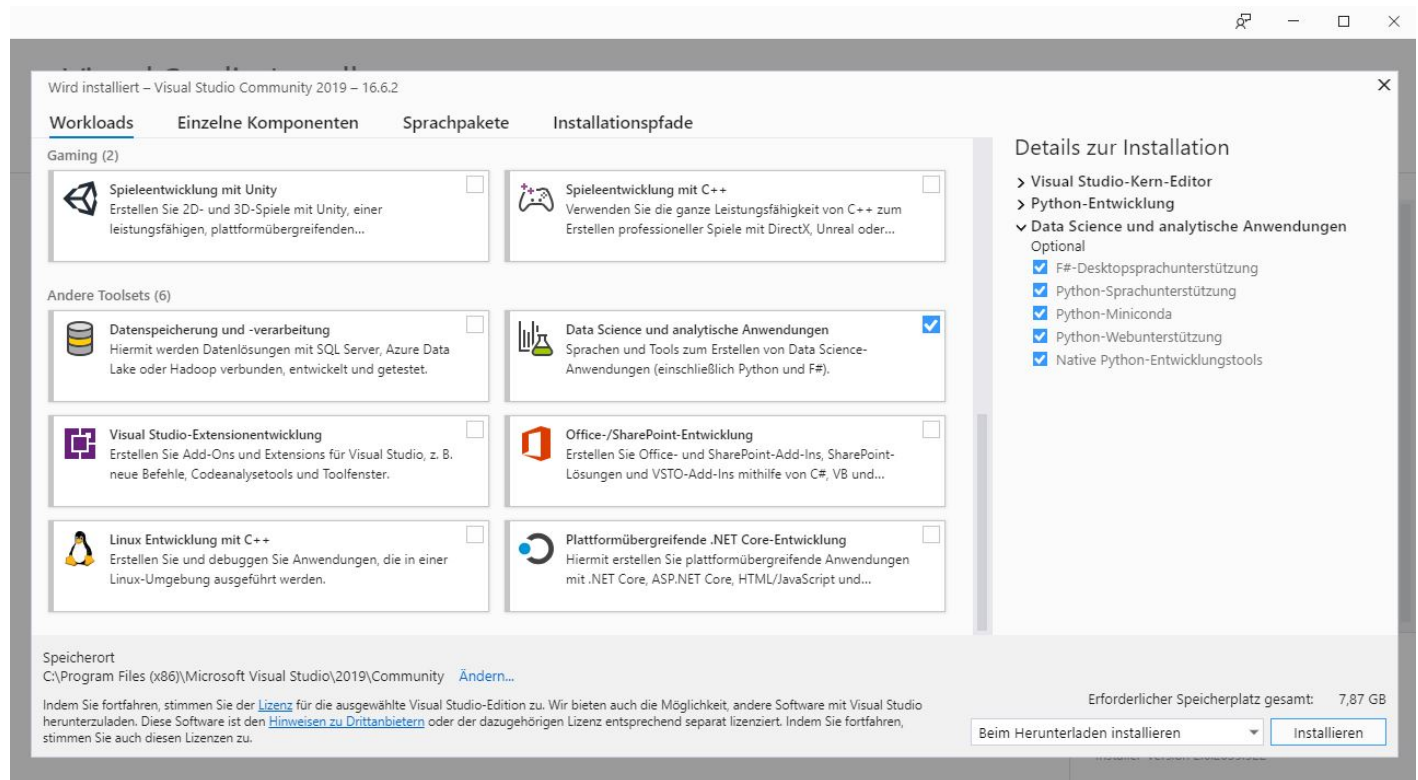 Wird installiert – Visual Studio Community 2019 – 16.6.2
Workloads
Einzelne Komponenten
Sprachpakete
Installationspfade
Gaming (2)
Spieleentwicklung mit Unity
Erstellen Sie 2D- und 3D-Spiele mit Unity, einer
leistungsfähigen, plattformübergreifenden...
Spieleentwicklung mit C++
Verwenden Sie die ganze Leistungsfähigkeit von C++ zum
Erstellen professioneller Spiele mit DirectX, Unreal oder...
Andere Toolsets (6)
Datenspeicherung und -verarbeitung
Hiermit werden Datenlösungen mit SQL Server, Azure Data
Lake oder Hadoop verbunden, entwickelt und getestet.
Data Science und analytische Anwendungen
Sprachen und Tools zum Erstellen von Data Science-
Anwendungen (einschließlich Python und F#).
Visual Studio-Extensionentwicklung
Erstellen Sie Add-Ons und Extensions für Visual Studio, z. B.
neue Befehle, Codeanalysetools und Toolfenster.
Office-/SharePoint-Entwicklung
Erstellen Sie Office- und SharePoint-Add-Ins, SharePoint-
Lösungen und VSTO-Add-Ins mithilfe von C#, VB und...
Linux Entwicklung mit C++
Erstellen Sie und debuggen Sie Anwendungen, die in einer
Linux-Umgebung ausgeführt werden.
Plattformübergreifende .NET Core-Entwicklung
Hiermit erstellen Sie plattformübergreifende Anwendungen
mit .NET Core, ASP.NET Core, HTML/JavaScript und...
Details zur Installation
Visual Studio-Kern-Editor
Python-Entwicklung
Data Science und analytische Anwendungen
Optional
F#-Desktopsprachunterstützung
Python-Sprachunterstützung
Python-Miniconda
Python-Webunterstützung
Native Python-Entwicklungstools
Speicherort
C:\Program Files (x86)\Microsoft Visual Studio\2019\Community Ändern...
Indem Sie fortfahren, stimmen Sie der Lizenz für die ausgewählte Visual Studio-Edition zu. Wir bieten auch die Möglichkeit, andere Software mit Visual Studio
herunterzuladen. Diese Software ist den Hinweisen zu Drittanbietern oder der dazugehörigen Lizenz entsprechend separat lizenziert. Indem Sie fortfahren,
stimmen Sie auch diesen Lizenzen zu.
Erforderlicher Speicherplatz gesamt: 7,87 GB
Beim Herunterladen installieren
Installieren